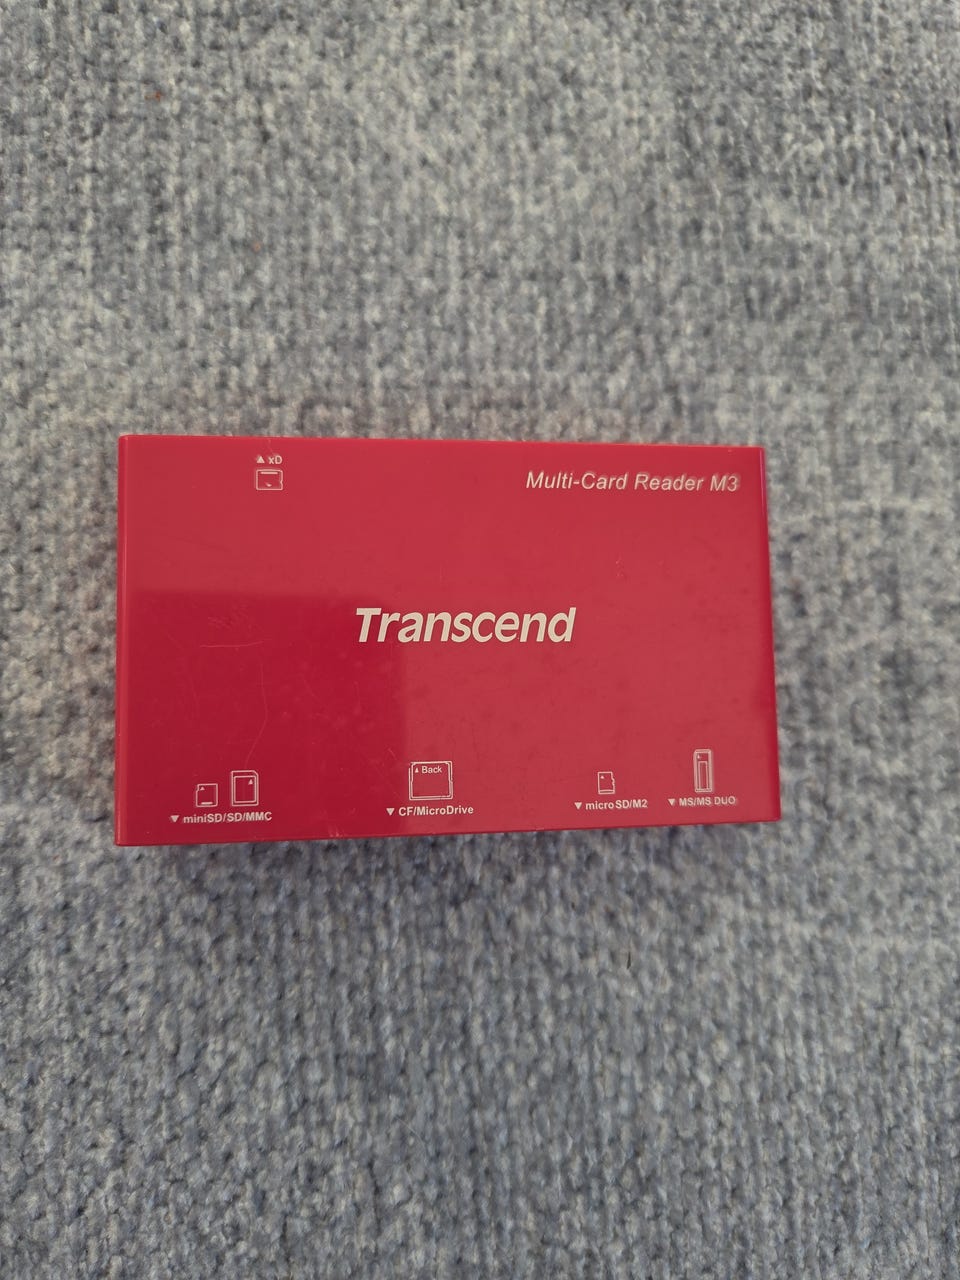 ▲ xD
Multi-Card Reader M3
Transcend
▲ Back
▼ miniSD/SD/MMC
▼ CF/MicroDrive
▼ microSD/M2
▼ MS/MS DUO